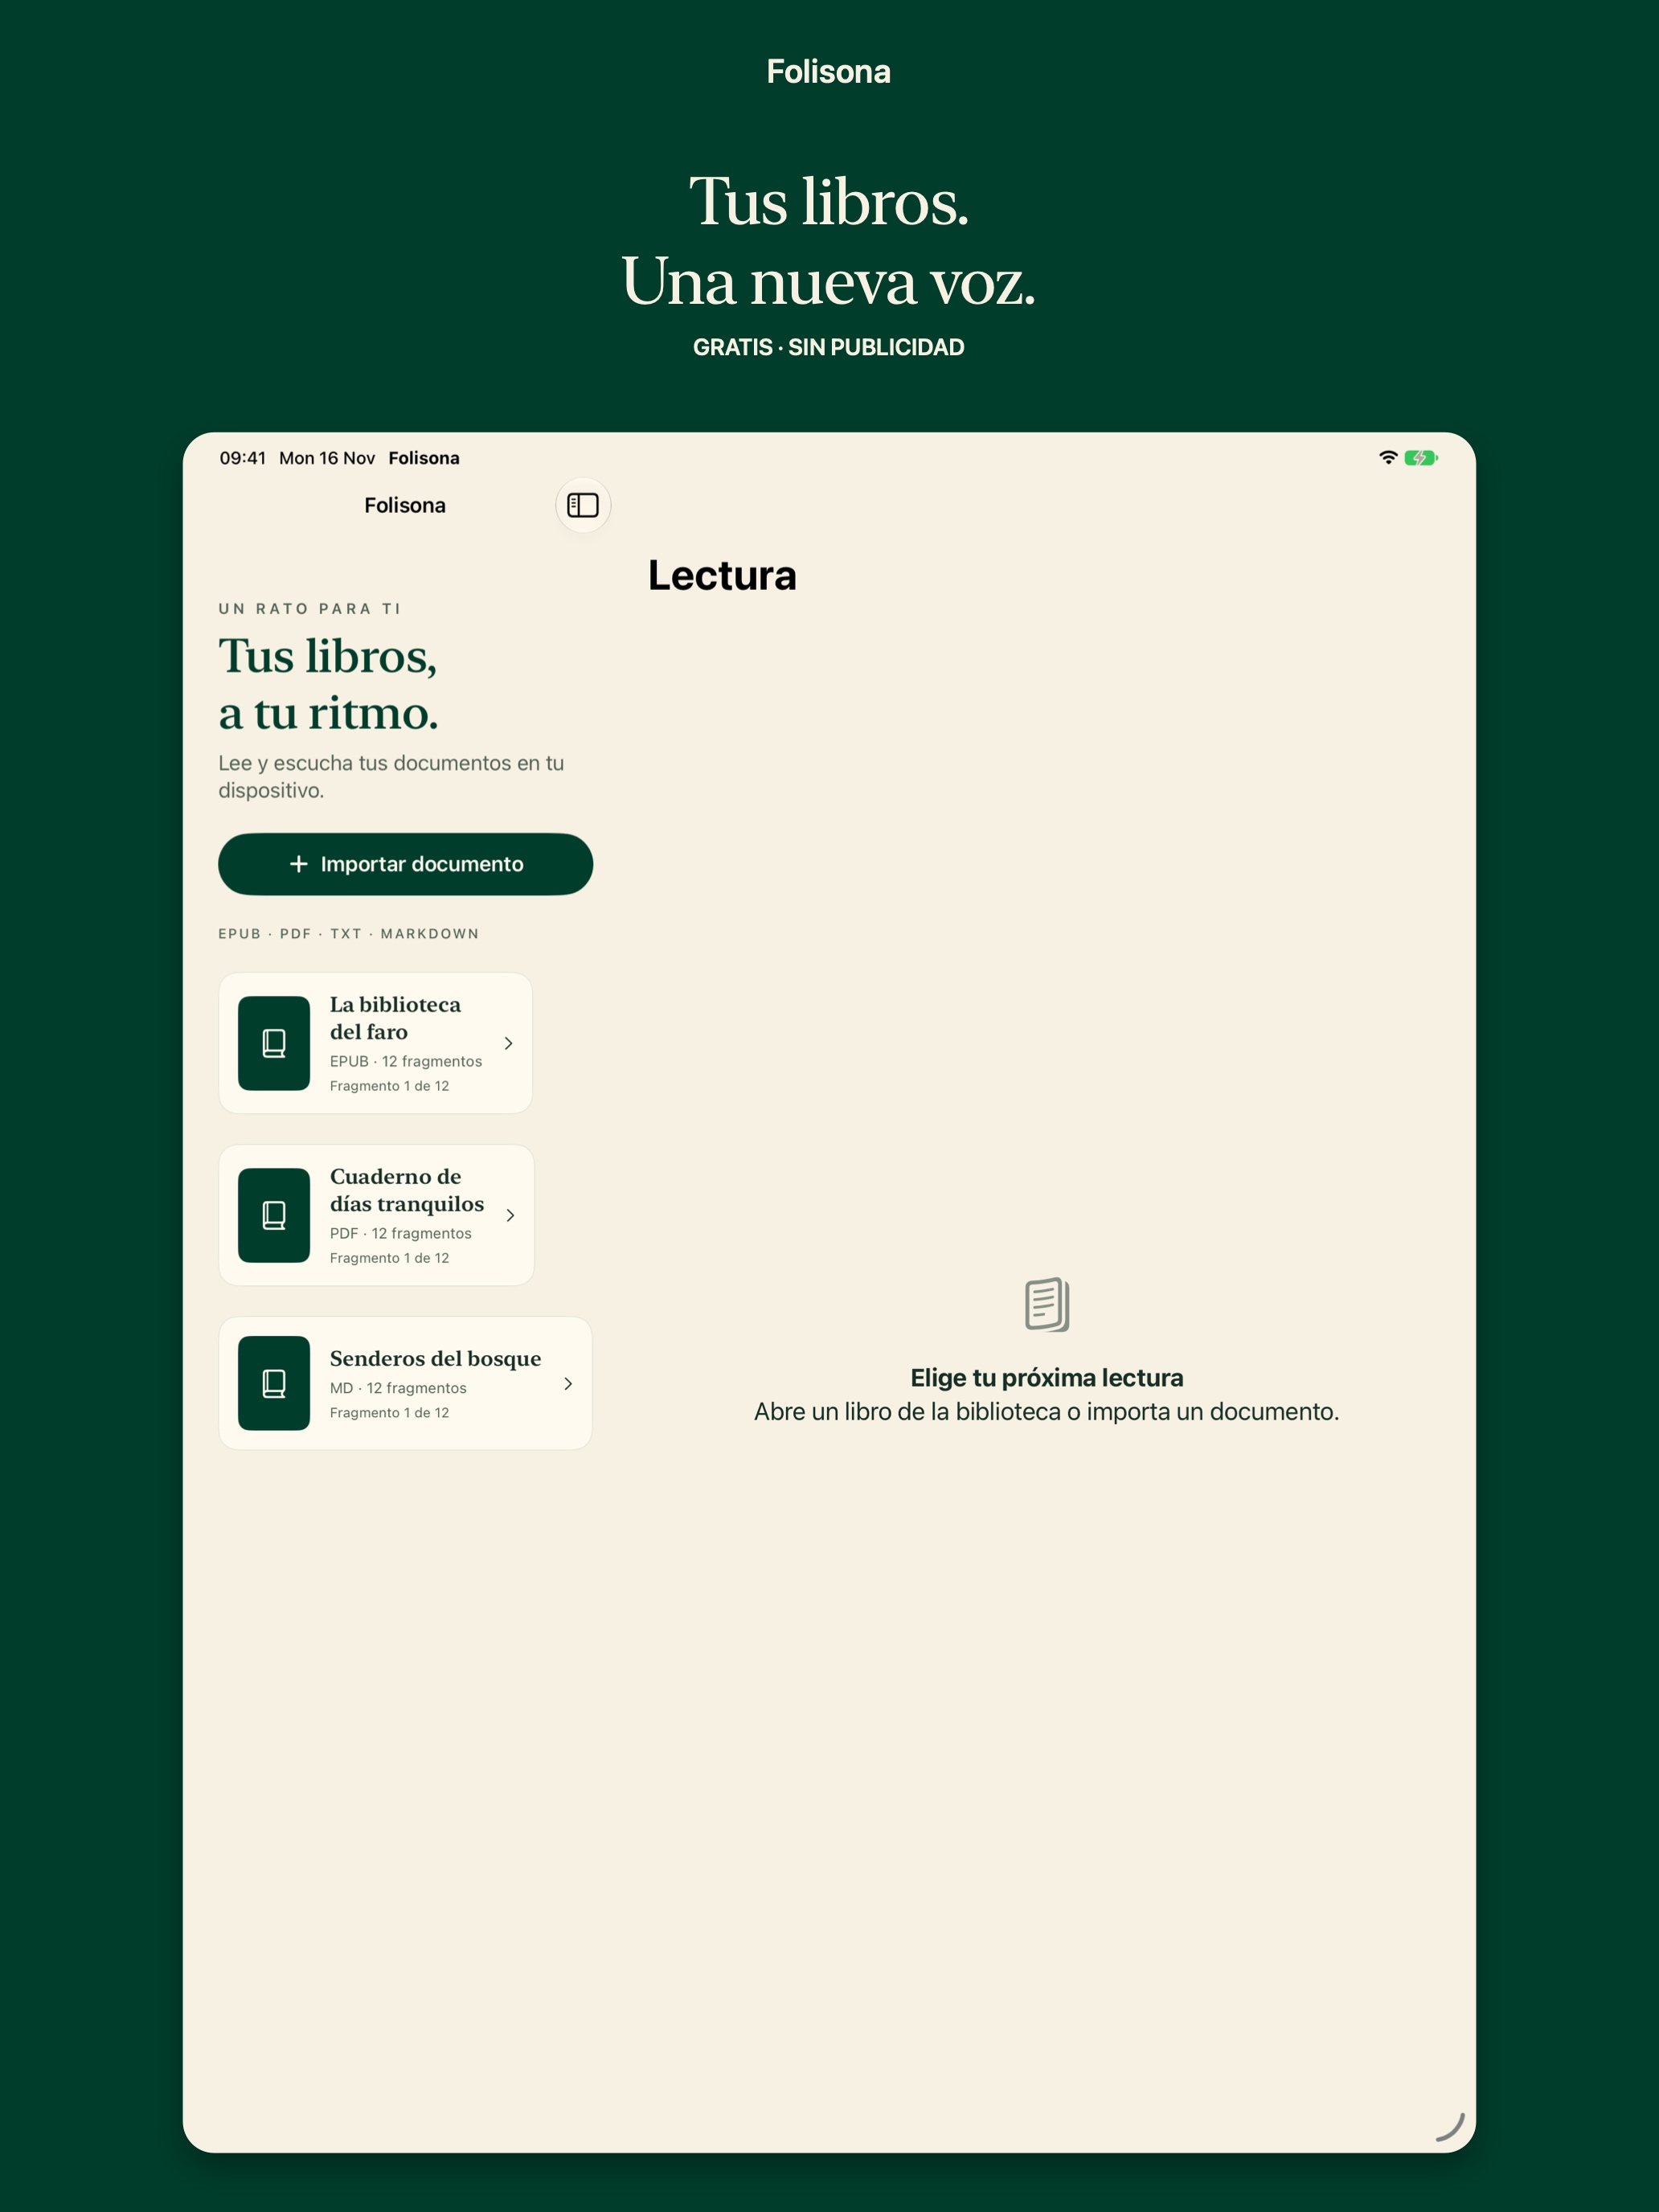 Folisona
Tus libros.
Una nueva voz.
GRATIS · SIN PUBLICIDAD
09:41 Mon 16 Nov Folisona
Folisona
Lectura
UN RATO PARA TI
Tus libros,
a tu ritmo.
Lee y escucha tus documentos en tu
dispositivo.
+ Importar documento
EPUB · PDF · TXT · MARKDOWN
La biblioteca
del faro
EPUB · 12 fragmentos
Fragmento 1 de 12
Cuaderno de
días tranquilos
PDF · 12 fragmentos
Fragmento 1 de 12
Senderos del bosque
MD · 12 fragmentos
Fragmento 1 de 12
Elige tu próxima lectura
Abre un libro de la biblioteca o importa un documento.